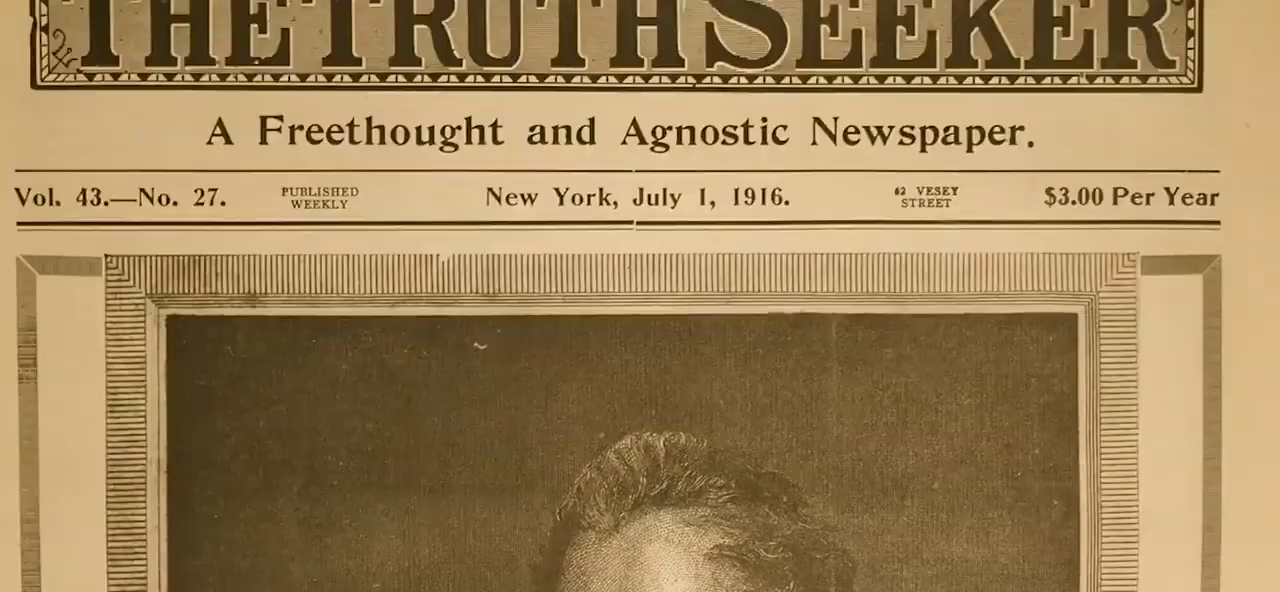 THE TRUTH SEEKER
A Freethought and Agnostic Newspaper.
Vol. 43.—No. 27. PUBLISHED WEEKLY New York, July 1, 1916. 62 VESEY STREET $3.00 Per Year